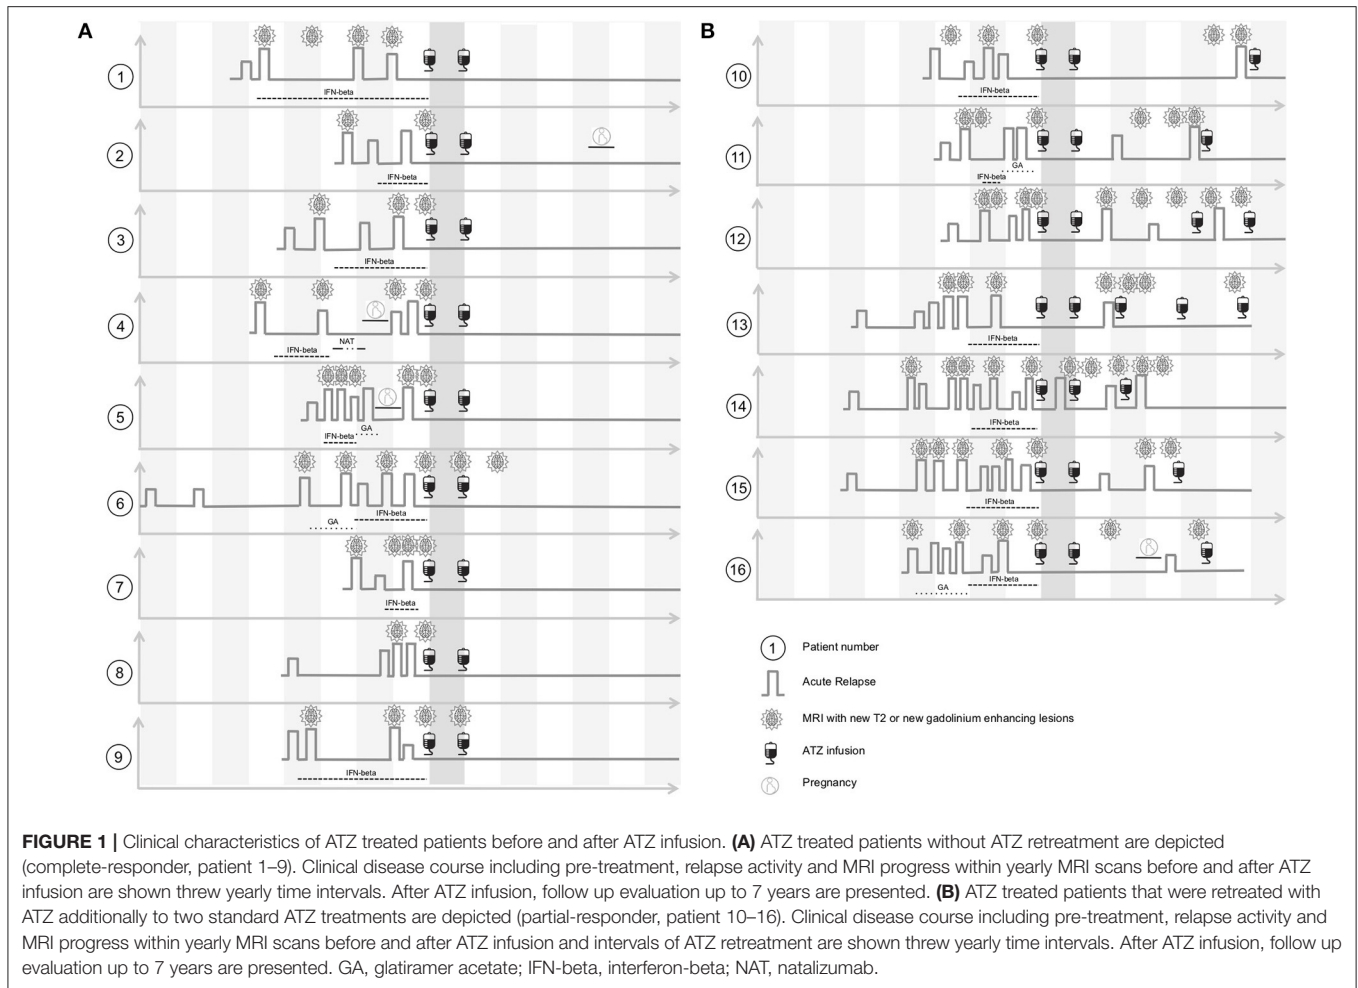 A
1
IFN-beta
2
IFN-beta
3
IFN-beta
4
NAT
IFN-beta
5
GA
IFN-beta
6
GA
IFN-beta
7
IFN-beta
8
9
IFN-beta
B
10
IFN-beta
11
GA
IFN-beta
12
13
IFN-beta
14
IFN-beta
15
IFN-beta
16
IFN-beta
GA
1 Patient number
Acute Relapse
MRI with new T2 or new gadolinium enhancing lesions
ATZ infusion
Pregnancy
FIGURE 1 | Clinical characteristics of ATZ treated patients before and after ATZ infusion. (A) ATZ treated patients without ATZ retreatment are depicted
(complete-responder, patient 1–9). Clinical disease course including pre-treatment, relapse activity and MRI progress within yearly MRI scans before and after ATZ
infusion are shown threw yearly time intervals. After ATZ infusion, follow up evaluation up to 7 years are presented. (B) ATZ treated patients that were retreated with
ATZ additionally to two standard ATZ treatments are depicted (partial-responder, patient 10–16). Clinical disease course including pre-treatment, relapse activity and
MRI progress within yearly MRI scans before and after ATZ infusion and intervals of ATZ retreatment are shown threw yearly time intervals. After ATZ infusion, follow up
evaluation up to 7 years are presented. GA, glatiramer acetate; IFN-beta, interferon-beta; NAT, natalizumab.